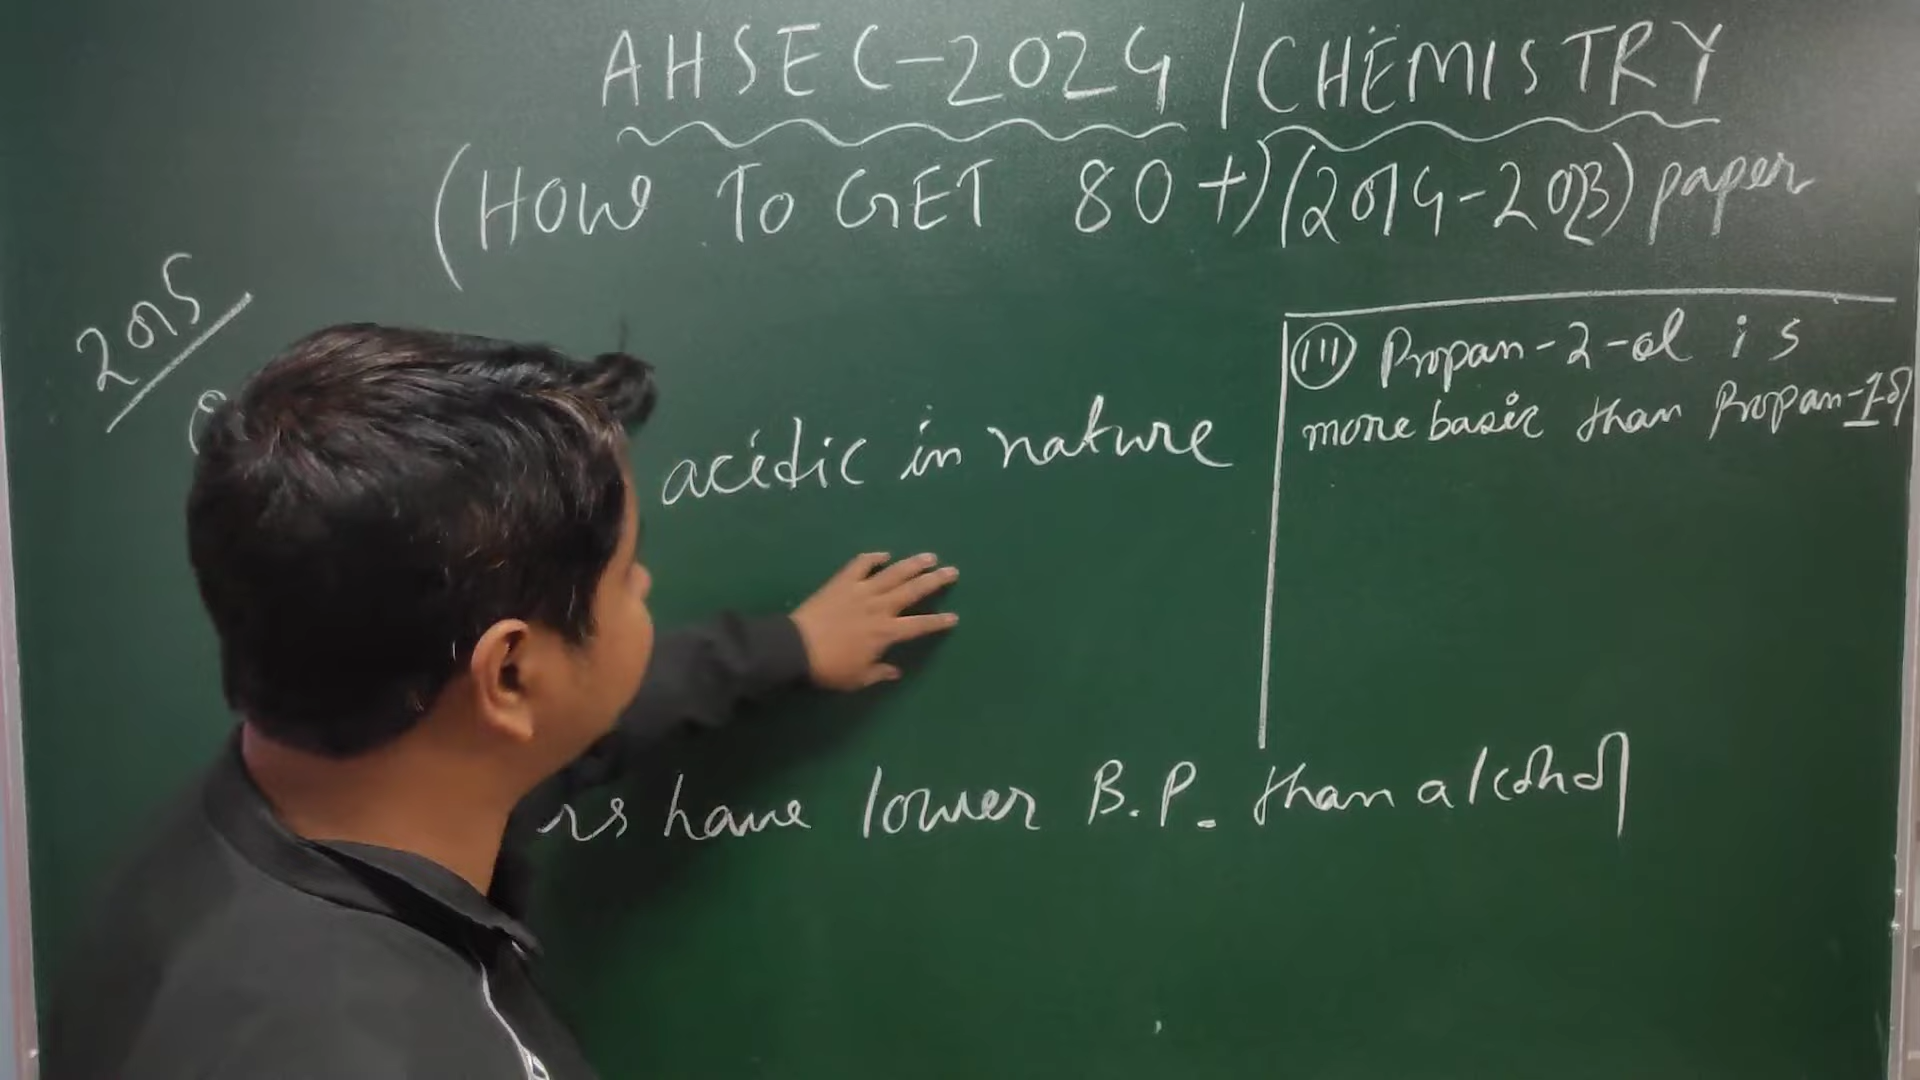 AHSEC-2024 / CHEMISTRY
(HOW TO GET 80+) (2014-2023) paper
2015
acidic in nature
(III) Propan-2-ol is
more basic than Propan-1-ol
rs have lower B.P. than alcohol